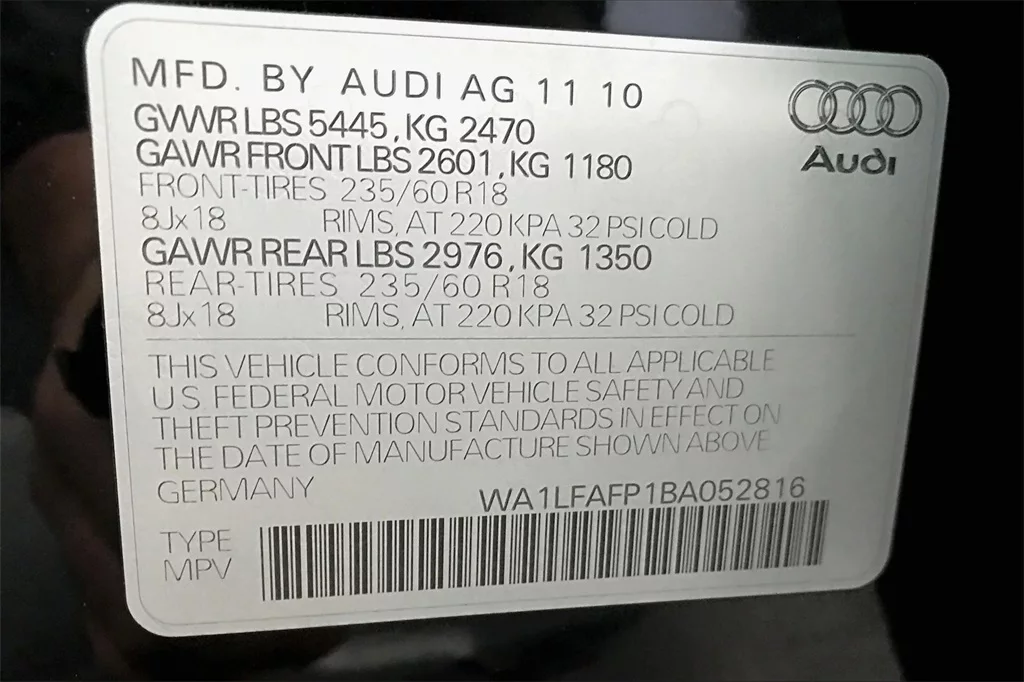 MFD. BY AUDI AG 11 10
GVWR LBS 5445, KG 2470
GAWR FRONT LBS 2601, KG 1180
FRONT-TIRES 235/60 R18
8Jx18 RIMS, AT 220 KPA 32 PSI COLD
GAWR REAR LBS 2976, KG 1350
REAR-TIRES 235/60 R18
8Jx18 RIMS, AT 220 KPA 32 PSI COLD
Audi
THIS VEHICLE CONFORMS TO ALL APPLICABLE
US FEDERAL MOTOR VEHICLE SAFETY AND
THEFT PREVENTION STANDARDS IN EFFECT ON
THE DATE OF MANUFACTURE SHOWN ABOVE
GERMANY WA1LFAFP1BA052816
TYPE
MPV